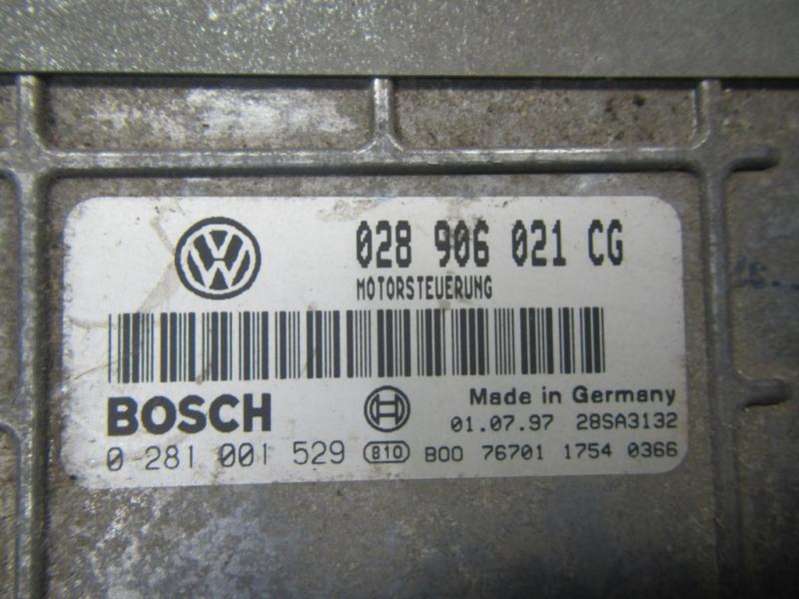 028 906 021 CG
MOTORSTEUERUNG
BOSCH
Made in Germany
01.07.97 28SA3132
0 281 001 529 810 B00 76701 1754 0366